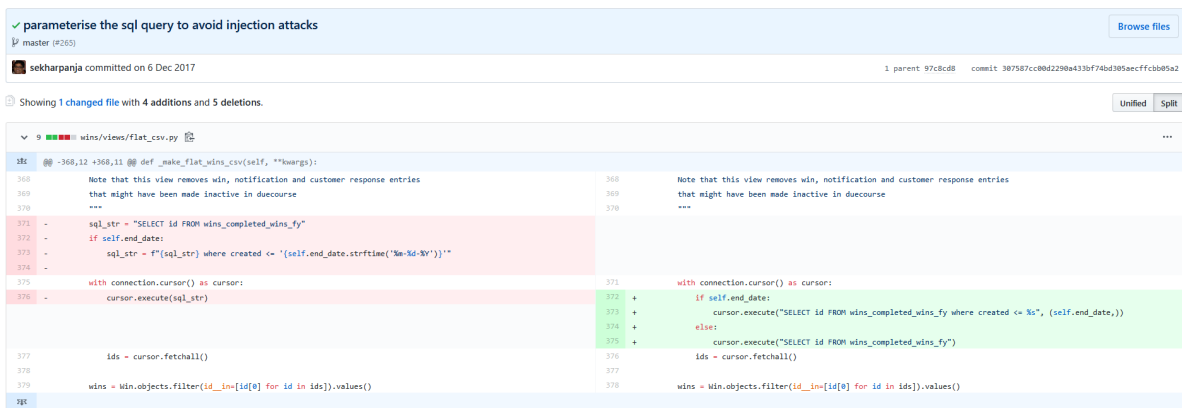 ✓ parameterise the sql query to avoid injection attacks
Browse files
master (#265)
sekharpanja committed on 6 Dec 2017
1 parent 97c8cd8 commit 307587cc00d2290a433bf74bd305aecffcbb05a2
Showing 1 changed file with 4 additions and 5 deletions.
Unified Split
9 wins/views/flat_csv.py
@@ -368,12 +368,11 @@ def _make_flat_wins_csv(self, **kwargs):
368 Note that this view removes win, notification and customer response entries
369 that might have been made inactive in duecourse
370 """
371 - sql_str = "SELECT id FROM wins_completed_wins_fy"
372 - if self.end_date:
373 - sql_str = f"{sql_str} where created <= '{self.end_date.strftime('%m-%d-%Y')}'"
374 -
375 with connection.cursor() as cursor:
376 - cursor.execute(sql_str)
377 ids = cursor.fetchall()
378
379 wins = Win.objects.filter(id__in=[id[0] for id in ids]).values()
368 Note that this view removes win, notification and customer response entries
369 that might have been made inactive in duecourse
370 """
371 with connection.cursor() as cursor:
372 + if self.end_date:
373 + cursor.execute("SELECT id FROM wins_completed_wins_fy where created <= %s", (self.end_date,))
374 + else:
375 + cursor.execute("SELECT id FROM wins_completed_wins_fy")
376 ids = cursor.fetchall()
377
378 wins = Win.objects.filter(id__in=[id[0] for id in ids]).values()